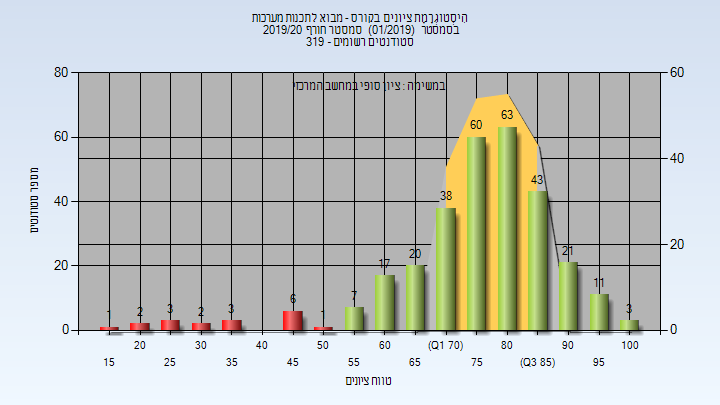 היסטוגרמת ציונים בקורס - מבוא לתכנות מערכות
בסמסטר (01/2019) סמסטר חורף 2019/20
סטודנטים רשומים - 319
במשימה : ציון סופי במחשב המרכזי
80 60
60 40
40 20
20 0
0
מספר סטודנטים
1 2 3 2 3 6 1 7 17 20 38 60 63 43 21 11 3
20 30 40 50 60 (Q1 70) 80 90 100
15 25 35 45 55 65 75 (Q3 85) 95
טווח ציונים